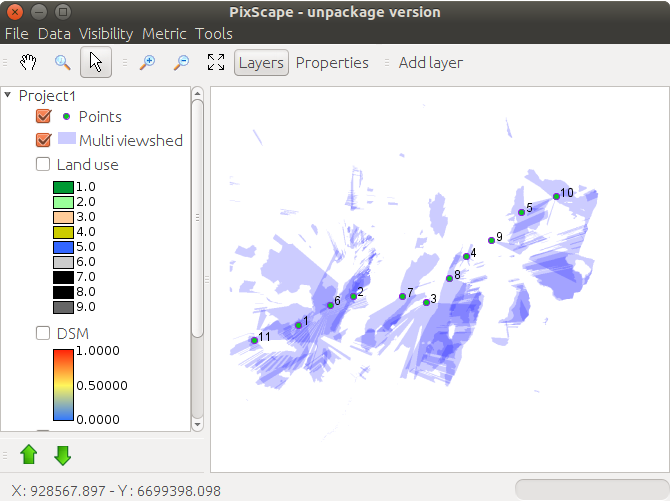 PixScape - unpackage version
File Data Visibility Metric Tools
Layers Properties Add layer
Project1
Points
Multi viewshed
Land use
1.0
2.0
3.0
4.0
5.0
6.0
7.0
8.0
9.0
DSM
1.0000
0.50000
0.0000
10
5
9
4
8
7
3
2
6
1
11
X: 928567.897 - Y: 6699398.098